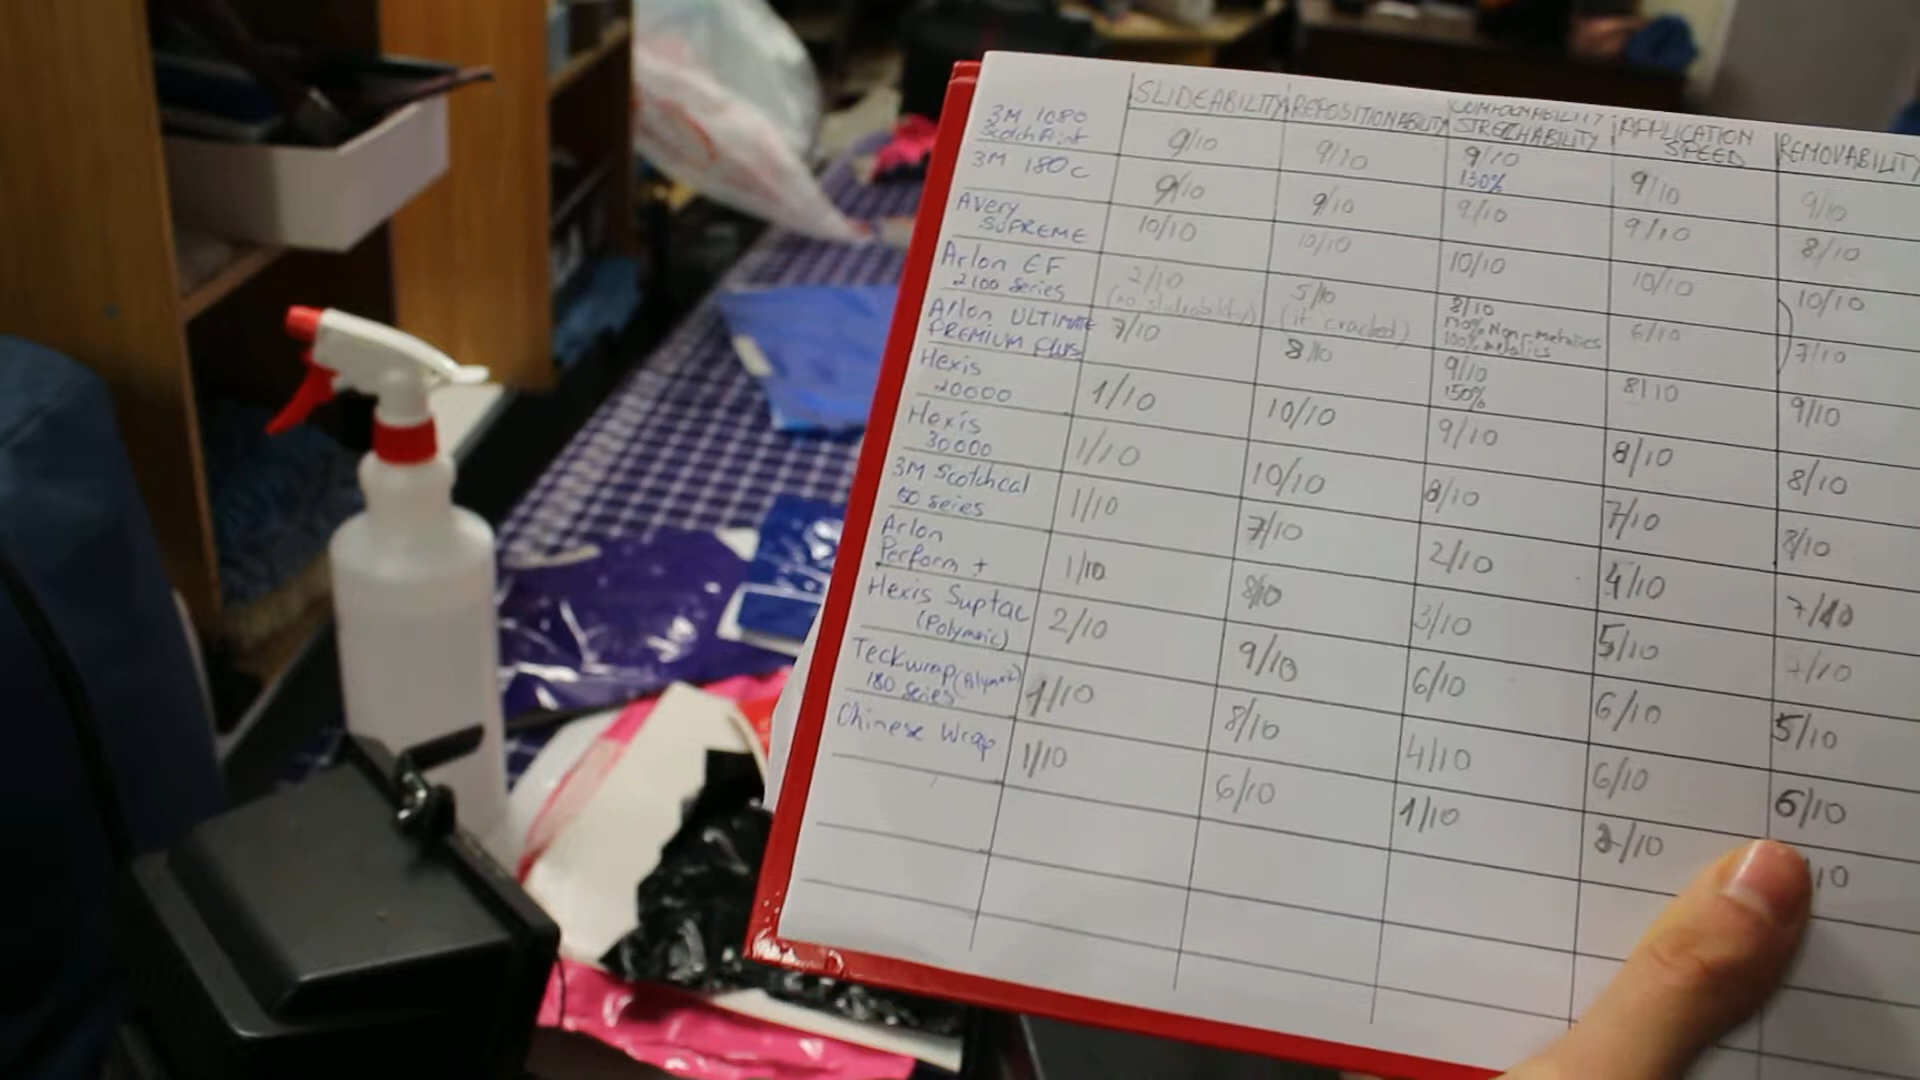 SLIDEABILITY REPOSITIONABILITY CONFORMABILITY STRECHABILITY APPLICATION SPEED REMOVABILITY
3M 1080 ScotchPrint 9/10 9/10 9/10 130% 9/10 9/10
3M 180c 9/10 9/10 9/10 9/10 8/10
Avery SUPREME 10/10 10/10 10/10 10/10 10/10
Arlon CF 2100 Series 2/10 (no slideability) 5/10 (it cracked) 8/10 Non-Metalics 100% Metalics 6/10 7/10
Arlon ULTIMATE PREMIUM PLUS 7/10 8/10 9/10 150% 8/10 9/10
Hexis 20000 1/10 10/10 9/10 8/10 8/10
Hexis 30000 1/10 10/10 8/10 7/10 8/10
3M Scotchcal 50 Series 1/10 7/10 2/10 4/10 7/10
Arlon Perform + 1/10 8/10 3/10 5/10 7/10
Hexis Suptac (Polymeric) 2/10 9/10 6/10 6/10 5/10
Teckwrap (Polymeric) 180 Series 1/10 8/10 4/10 6/10 6/10
Chinese Wrap 1/10 6/10 1/10 /10 10